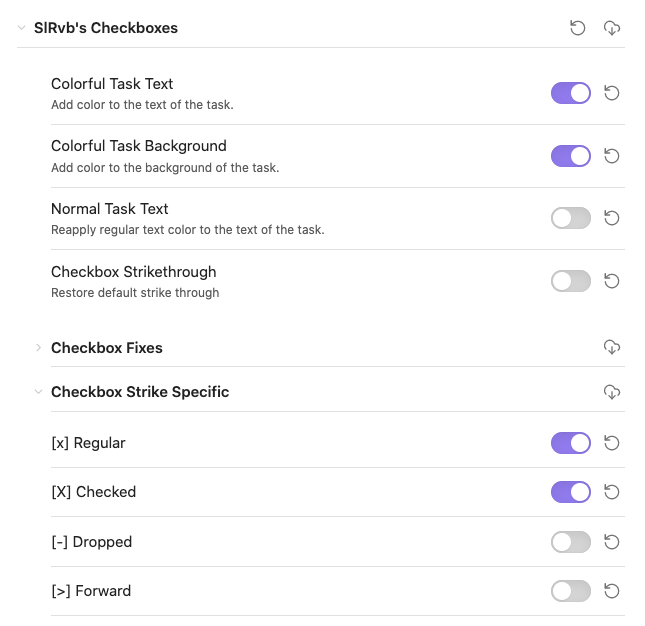 SlRvb's Checkboxes
Colorful Task Text
Add color to the text of the task.
Colorful Task Background
Add color to the background of the task.
Normal Task Text
Reapply regular text color to the text of the task.
Checkbox Strikethrough
Restore default strike through
Checkbox Fixes
Checkbox Strike Specific
[x] Regular
[X] Checked
[-] Dropped
[>] Forward